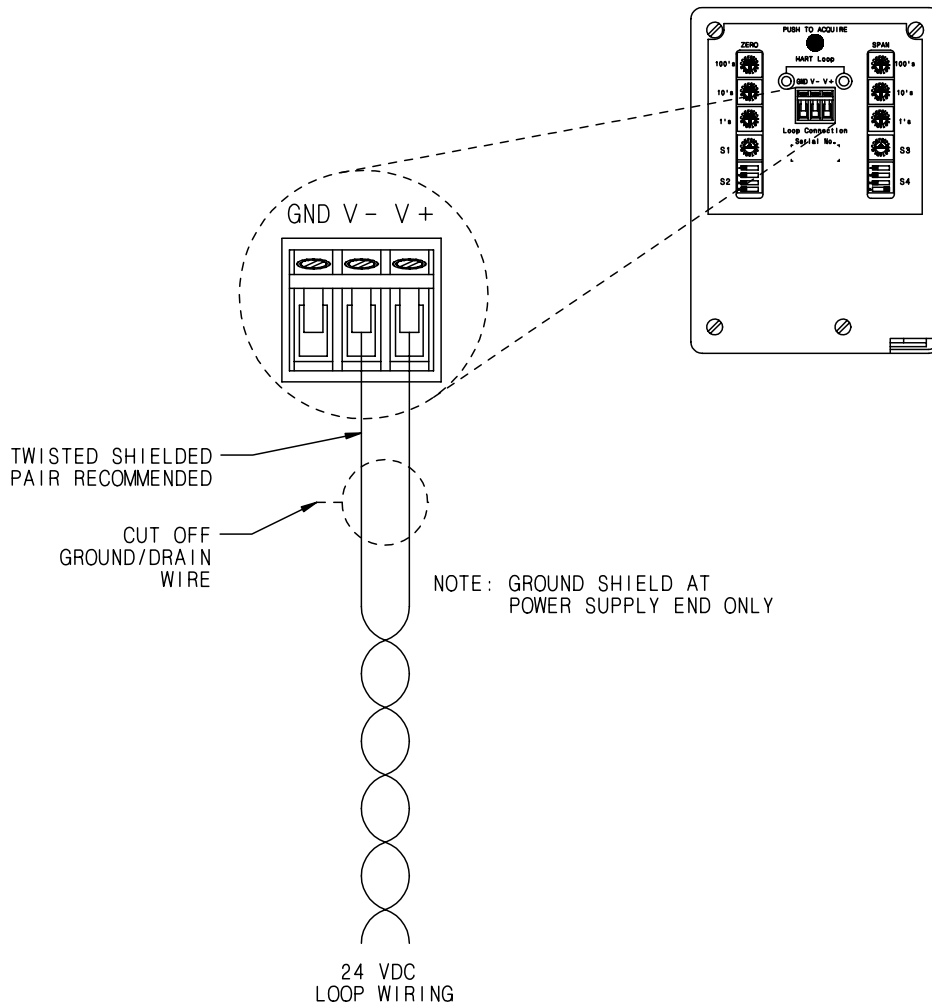 PUSH TO ACQUIRE
ZERO
SPAN
HART Loop
100's
100's
GND V- V+
10's
10's
1's
1's
Loop Connection
Serial No.
S1
S3
S2
S4
GND V - V +
TWISTED SHIELDED
PAIR RECOMMENDED
CUT OFF
GROUND/DRAIN
WIRE
NOTE: GROUND SHIELD AT
POWER SUPPLY END ONLY
24 VDC
LOOP WIRING